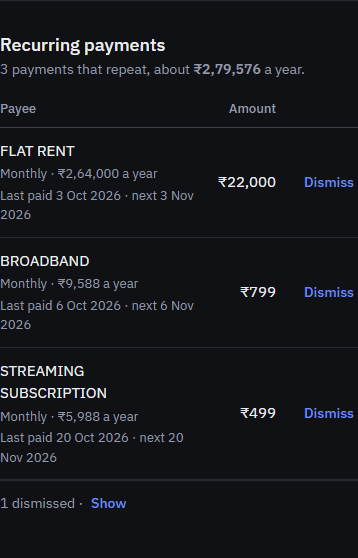 Recurring payments
3 payments that repeat, about ₹2,79,576 a year.
Payee Amount
FLAT RENT
Monthly · ₹2,64,000 a year
Last paid 3 Oct 2026 · next 3 Nov
2026
₹22,000 Dismiss
BROADBAND
Monthly · ₹9,588 a year
Last paid 6 Oct 2026 · next 6 Nov
2026
₹799 Dismiss
STREAMING
SUBSCRIPTION
Monthly · ₹5,988 a year
Last paid 20 Oct 2026 · next 20
Nov 2026
₹499 Dismiss
1 dismissed · Show